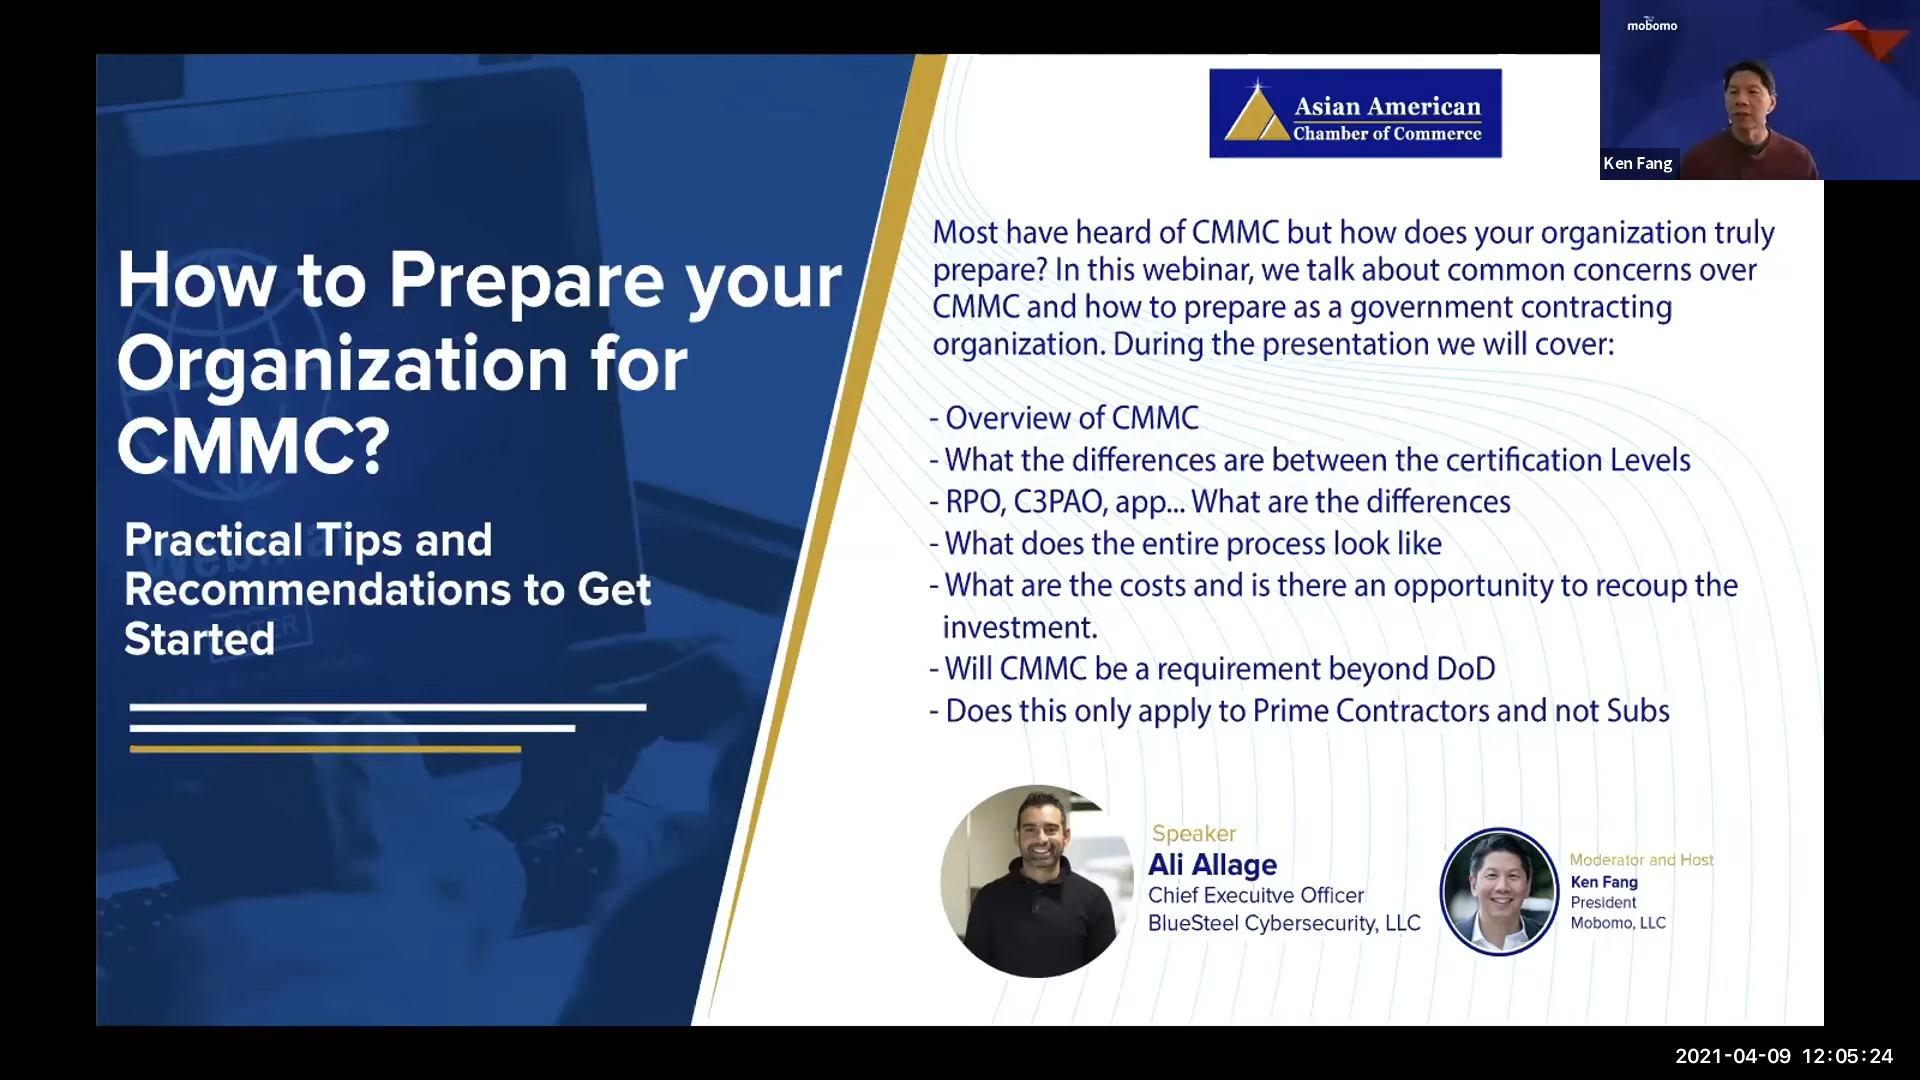 mobomo
Ken Fang
Asian American
Chamber of Commerce
How to Prepare your
Organization for
CMMC?
Practical Tips and
Recommendations to Get
Started
Most have heard of CMMC but how does your organization truly
prepare? In this webinar, we talk about common concerns over
CMMC and how to prepare as a government contracting
organization. During the presentation we will cover:
- Overview of CMMC
- What the differences are between the certification Levels
- RPO, C3PAO, app... What are the differences
- What does the entire process look like
- What are the costs and is there an opportunity to recoup the
investment.
- Will CMMC be a requirement beyond DoD
- Does this only apply to Prime Contractors and not Subs
Speaker
Ali Allage
Chief Execuitve Officer
BlueSteel Cybersecurity, LLC
Moderator and Host
Ken Fang
President
Mobomo, LLC
2021-04-09 12:05:24